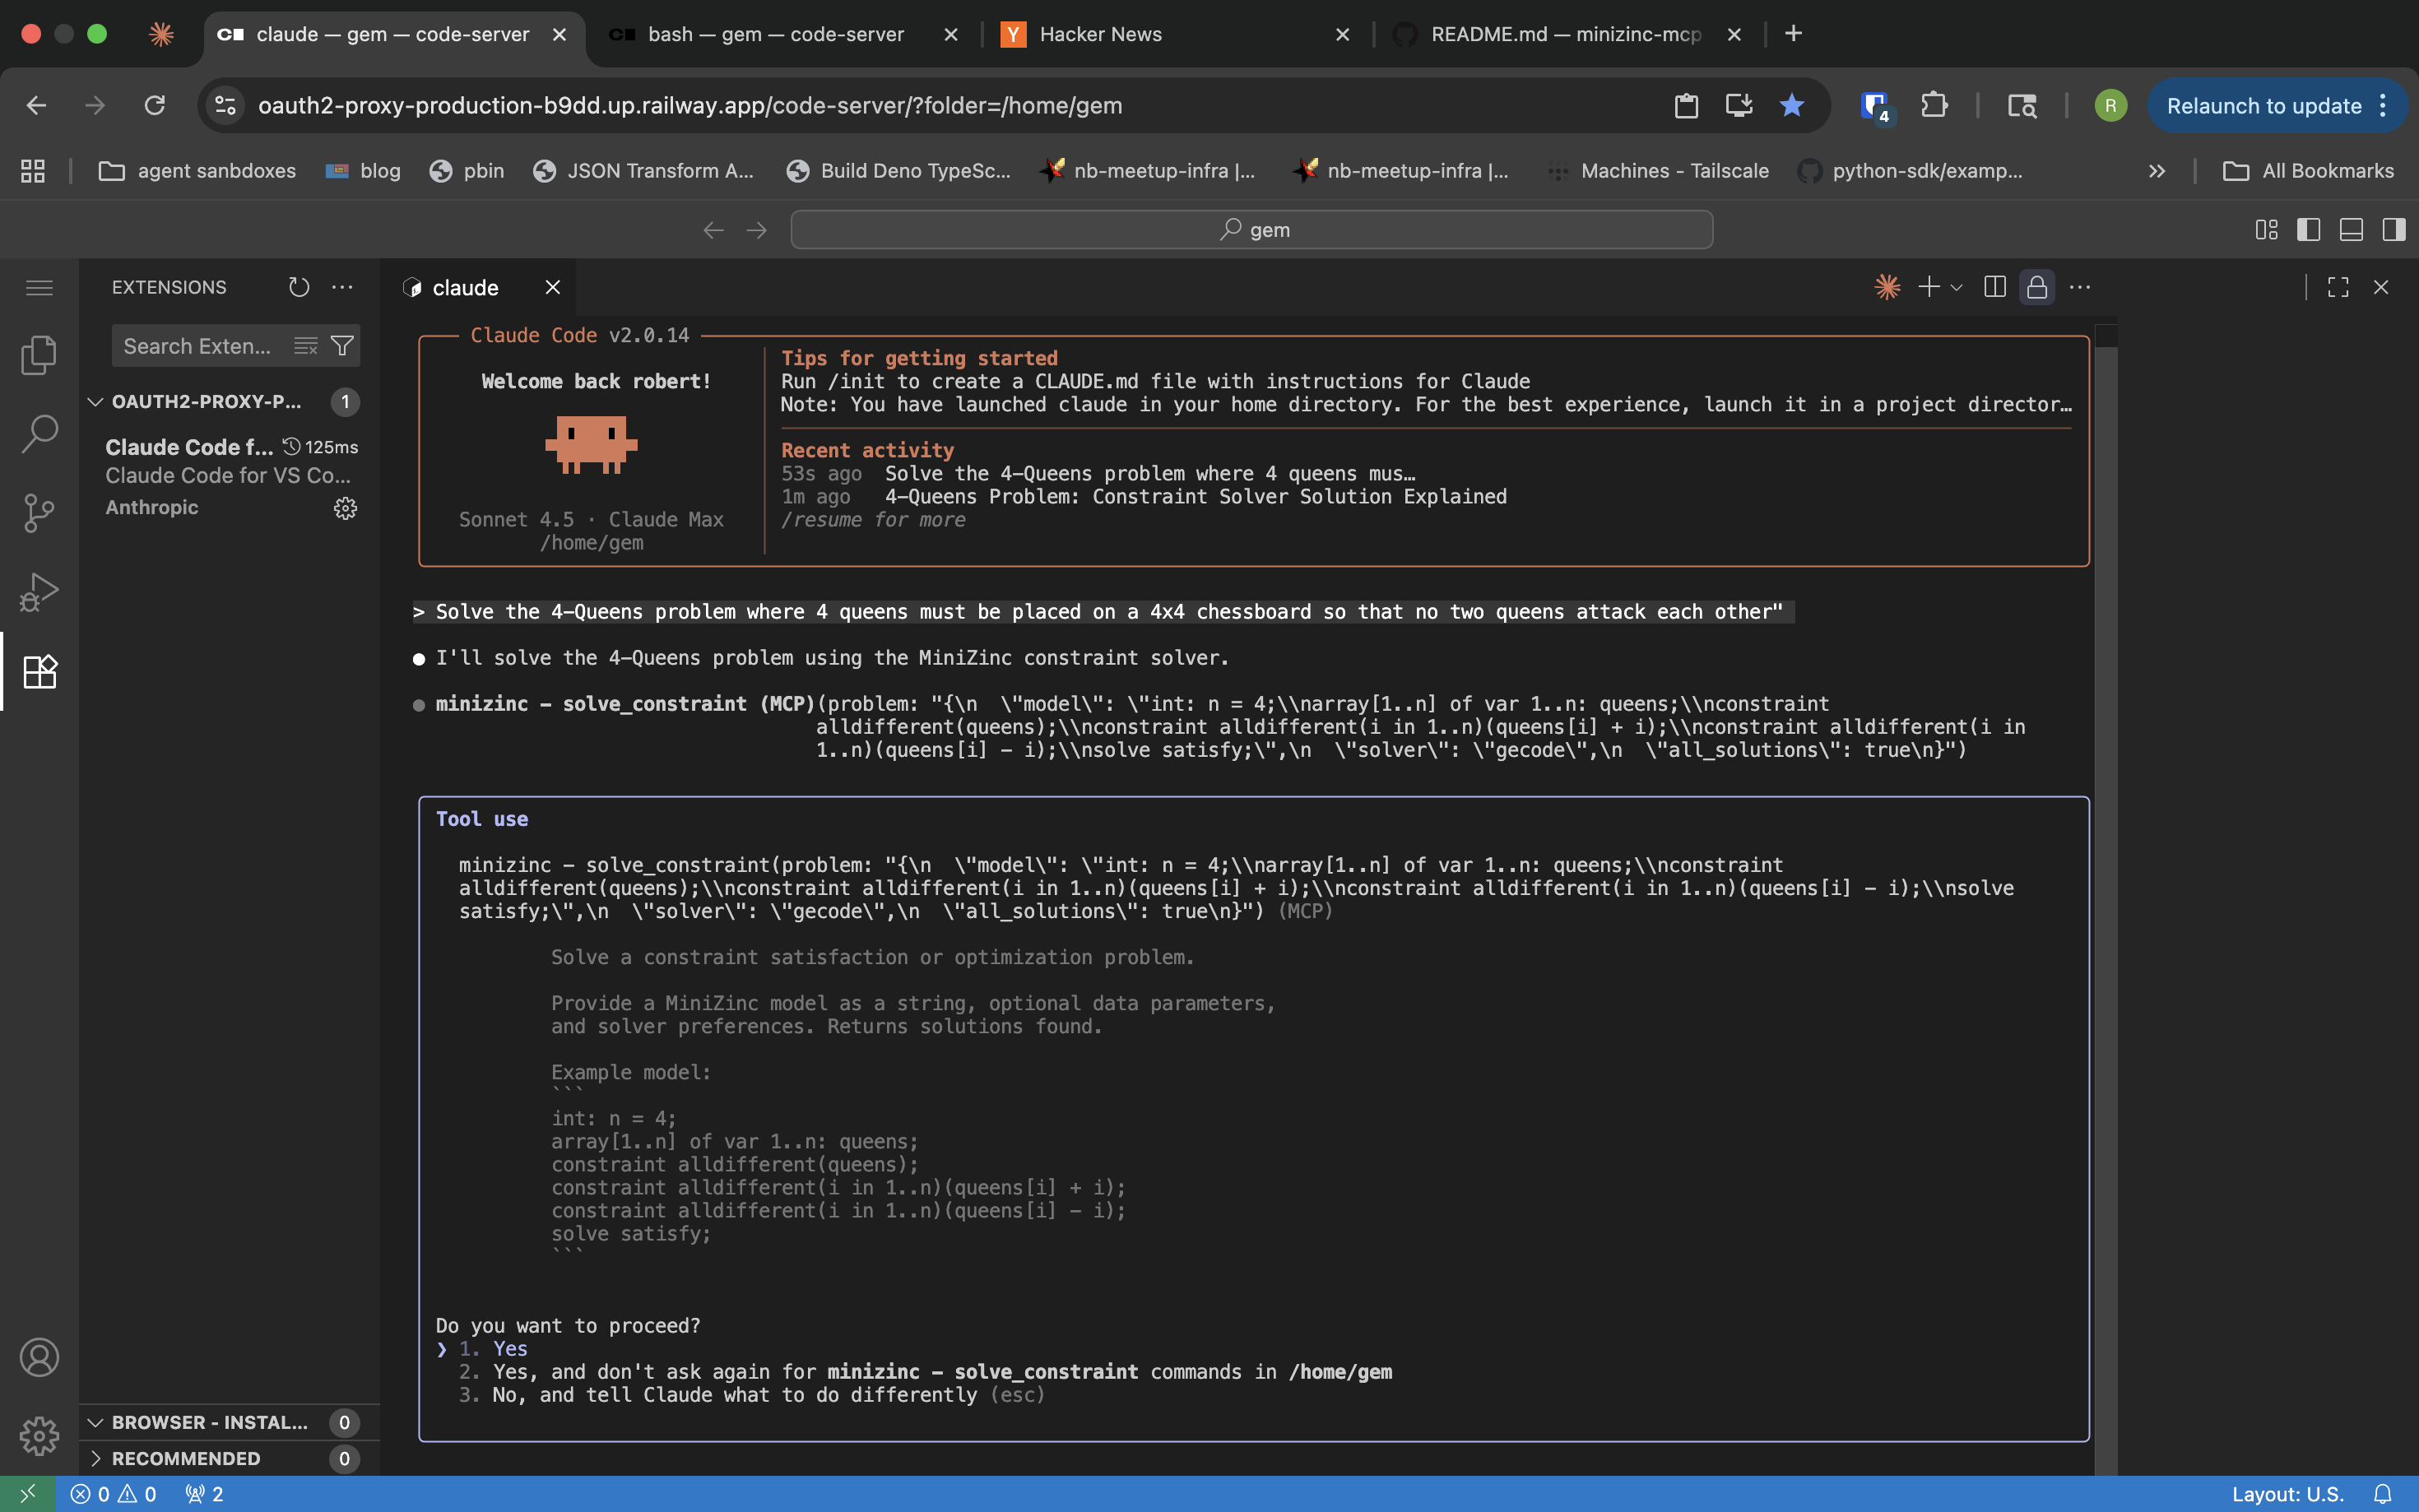 claude — gem — code-server
bash — gem — code-server
Y Hacker News
README.md — minizinc-mcp
oauth2-proxy-production-b9dd.up.railway.app/code-server/?folder=/home/gem
4
R
Relaunch to update
agent sanbdoxes
blog
pbin
JSON Transform A...
Build Deno TypeSc...
nb-meetup-infra |...
nb-meetup-infra |...
Machines - Tailscale
python-sdk/examp...
All Bookmarks
gem
EXTENSIONS
Search Exten...
OAUTH2-PROXY-P... 1
Claude Code f... 125ms
Claude Code for VS Co...
Anthropic
BROWSER - INSTAL... 0
RECOMMENDED 0
claude
Claude Code v2.0.14
Welcome back robert!
Sonnet 4.5 · Claude Max
/home/gem
Tips for getting started
Run /init to create a CLAUDE.md file with instructions for Claude
Note: You have launched claude in your home directory. For the best experience, launch it in a project director…
Recent activity
53s ago Solve the 4-Queens problem where 4 queens mus…
1m ago 4-Queens Problem: Constraint Solver Solution Explained
/resume for more
> Solve the 4-Queens problem where 4 queens must be placed on a 4x4 chessboard so that no two queens attack each other"
● I'll solve the 4-Queens problem using the MiniZinc constraint solver.
● minizinc - solve_constraint (MCP)(problem: "{\n  \"model\": \"int: n = 4;\\narray[1..n] of var 1..n: queens;\\nconstraint
alldifferent(queens);\\nconstraint alldifferent(i in 1..n)(queens[i] + i);\\nconstraint alldifferent(i in
1..n)(queens[i] - i);\\nsolve satisfy;\",\n  \"solver\": \"gecode\",\n  \"all_solutions\": true\n}")
Tool use
minizinc - solve_constraint(problem: "{\n  \"model\": \"int: n = 4;\\narray[1..n] of var 1..n: queens;\\nconstraint
alldifferent(queens);\\nconstraint alldifferent(i in 1..n)(queens[i] + i);\\nconstraint alldifferent(i in 1..n)(queens[i] - i);\\nsolve
satisfy;\",\n  \"solver\": \"gecode\",\n  \"all_solutions\": true\n}") (MCP)
Solve a constraint satisfaction or optimization problem.
Provide a MiniZinc model as a string, optional data parameters,
and solver preferences. Returns solutions found.
Example model:
```
int: n = 4;
array[1..n] of var 1..n: queens;
constraint alldifferent(queens);
constraint alldifferent(i in 1..n)(queens[i] + i);
constraint alldifferent(i in 1..n)(queens[i] - i);
solve satisfy;
```
Do you want to proceed?
❯ 1. Yes
2. Yes, and don't ask again for minizinc - solve_constraint commands in /home/gem
3. No, and tell Claude what to do differently (esc)
0 0 2
Layout: U.S.